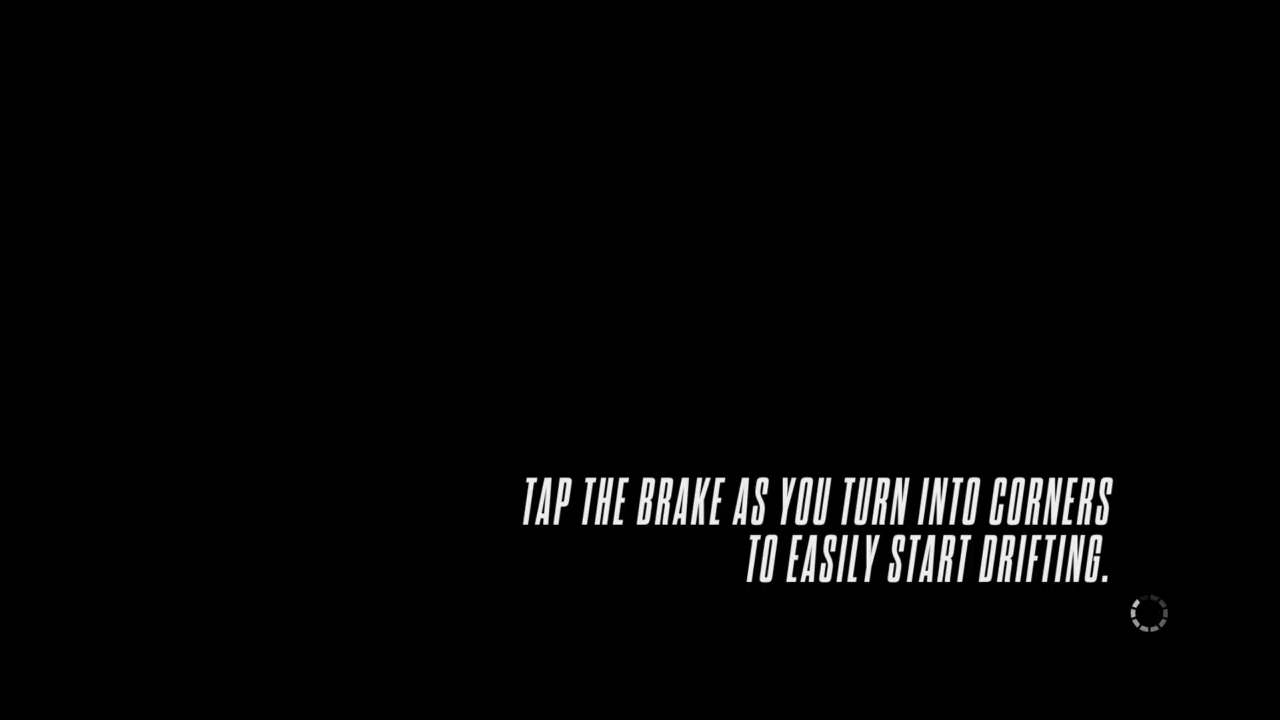 TAP THE BRAKE AS YOU TURN INTO CORNERS
TO EASILY START DRIFTING.